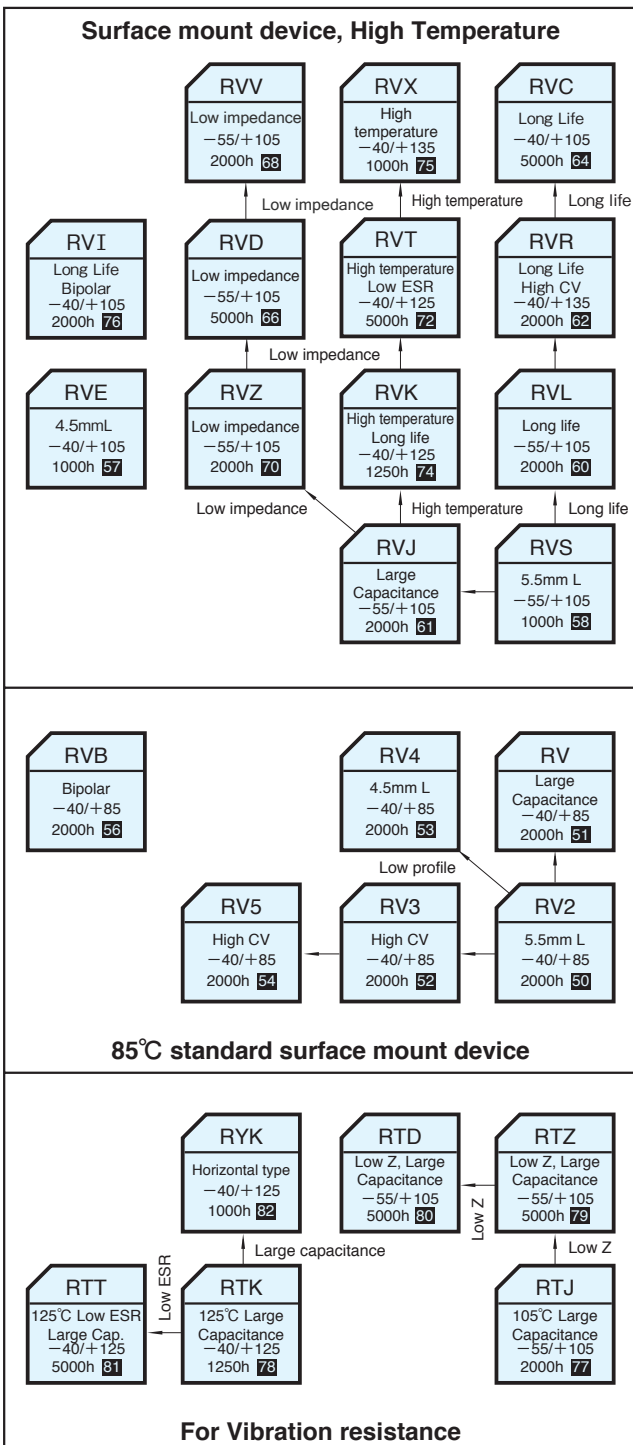 Surface mount device, High Temperature
RVV
Low impedance
−55/+105
2000h 68
RVX
High
temperature
−40/+135
1000h 75
RVC
Long Life
−40/+105
5000h 64
Low impedance
High temperature
Long life
RVI
Long Life
Bipolar
−40/+105
2000h 76
RVD
Low impedance
−55/+105
5000h 66
RVT
High temperature
Low ESR
−40/+125
5000h 72
RVR
Long Life
High CV
−40/+135
2000h 62
Low impedance
RVE
4.5mmL
−40/+105
1000h 57
RVZ
Low impedance
−55/+105
2000h 70
RVK
High temperature
Long life
−40/+125
1250h 74
RVL
Long life
−55/+105
2000h 60
Low impedance
High temperature
Long life
RVJ
Large
Capacitance
−55/+105
2000h 61
RVS
5.5mm L
−55/+105
1000h 58
RVB
Bipolar
−40/+85
2000h 56
RV4
4.5mm L
−40/+85
2000h 53
RV
Large
Capacitance
−40/+85
2000h 51
Low profile
RV5
High CV
−40/+85
2000h 54
RV3
High CV
−40/+85
2000h 52
RV2
5.5mm L
−40/+85
2000h 50
85℃ standard surface mount device
RYK
Horizontal type
−40/+125
1000h 82
RTD
Low Z, Large
Capacitance
−55/+105
5000h 80
Low Z
RTZ
Low Z, Large
Capacitance
−55/+105
5000h 79
Large capacitance
Low Z
RTT
125℃ Low ESR
Large Cap.
−40/+125
5000h 81
Low ESR
RTK
125℃ Large
Capacitance
−40/+125
1250h 78
RTJ
105℃ Large
Capacitance
−55/+105
2000h 77
For Vibration resistance